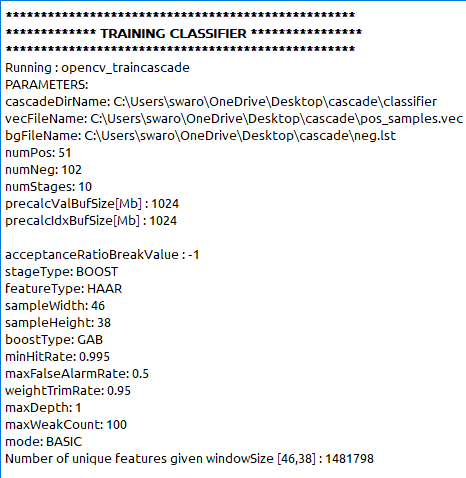 ***************************************************
************* TRAINING CLASSIFIER ****************
***************************************************
Running : opencv_traincascade
PARAMETERS:
cascadeDirName: C:\Users\swaro\OneDrive\Desktop\cascade\classifier
vecFileName: C:\Users\swaro\OneDrive\Desktop\cascade\pos_samples.vec
bgFileName: C:\Users\swaro\OneDrive\Desktop\cascade\neg.lst
numPos: 51
numNeg: 102
numStages: 10
precalcValBufSize[Mb] : 1024
precalcIdxBufSize[Mb] : 1024
acceptanceRatioBreakValue : -1
stageType: BOOST
featureType: HAAR
sampleWidth: 46
sampleHeight: 38
boostType: GAB
minHitRate: 0.995
maxFalseAlarmRate: 0.5
weightTrimRate: 0.95
maxDepth: 1
maxWeakCount: 100
mode: BASIC
Number of unique features given windowSize [46,38] : 1481798